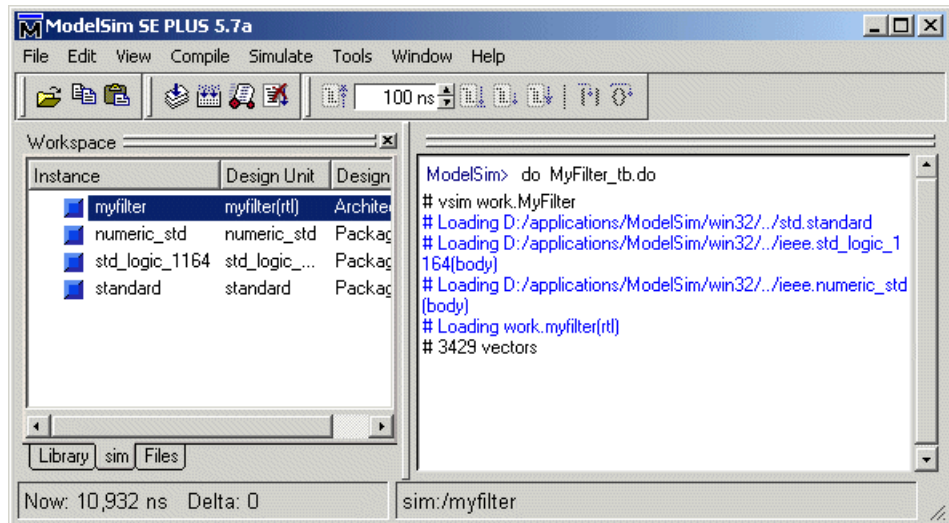 ModelSim SE PLUS 5.7a
File Edit View Compile Simulate Tools Window Help
100 ns
Workspace
Instance Design Unit Design
myfilter myfilter(rtl) Archite
numeric_std numeric_std Packag
std_logic_1164 std_logic_... Packag
standard standard Packag
Library sim Files
ModelSim> do MyFilter_tb.do
# vsim work.MyFilter
# Loading D:/applications/ModelSim/win32/../std.standard
# Loading D:/applications/ModelSim/win32/../ieee.std_logic_1
164(body)
# Loading D:/applications/ModelSim/win32/../ieee.numeric_std
(body)
# Loading work.myfilter(rtl)
# 3429 vectors
Now: 10,932 ns Delta: 0
sim:/myfilter